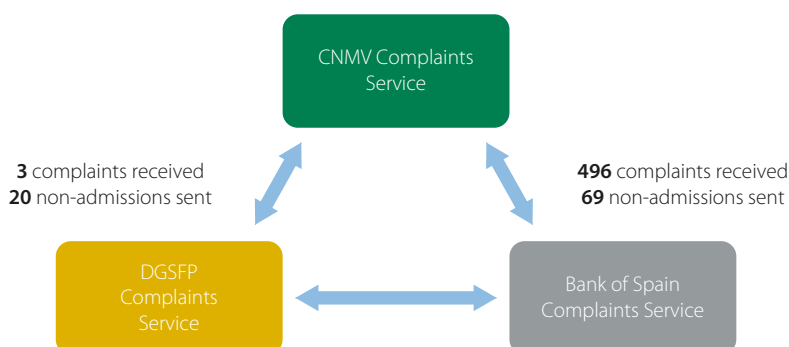 CNMV Complaints
Service
3 complaints received
20 non-admissions sent
496 complaints received
69 non-admissions sent
DGSFP
Complaints
Service
Bank of Spain
Complaints Service